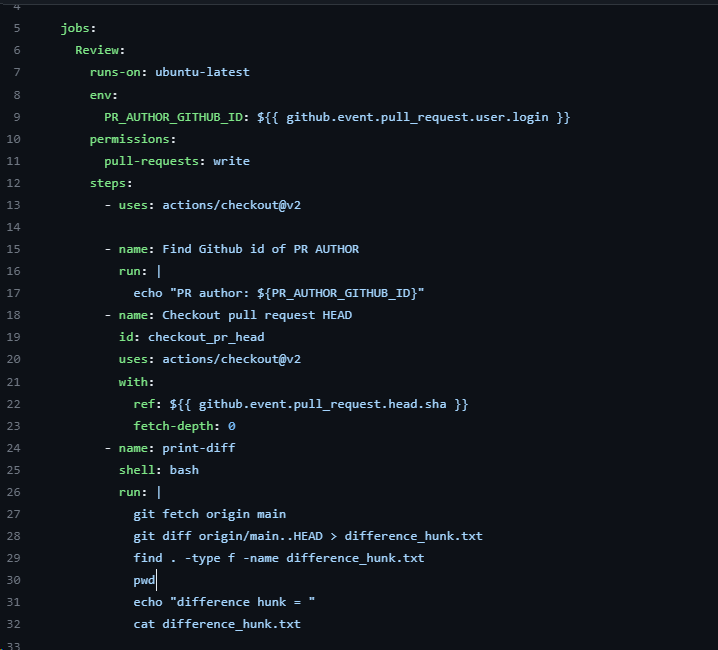 4
5 jobs:
6 Review:
7 runs-on: ubuntu-latest
8 env:
9 PR_AUTHOR_GITHUB_ID: ${{ github.event.pull_request.user.login }}
10 permissions:
11 pull-requests: write
12 steps:
13 - uses: actions/checkout@v2
14
15 - name: Find Github id of PR AUTHOR
16 run: |
17 echo "PR author: ${PR_AUTHOR_GITHUB_ID}"
18 - name: Checkout pull request HEAD
19 id: checkout_pr_head
20 uses: actions/checkout@v2
21 with:
22 ref: ${{ github.event.pull_request.head.sha }}
23 fetch-depth: 0
24 - name: print-diff
25 shell: bash
26 run: |
27 git fetch origin main
28 git diff origin/main..HEAD > difference_hunk.txt
29 find . -type f -name difference_hunk.txt
30 pwd
31 echo "difference hunk = "
32 cat difference_hunk.txt
33